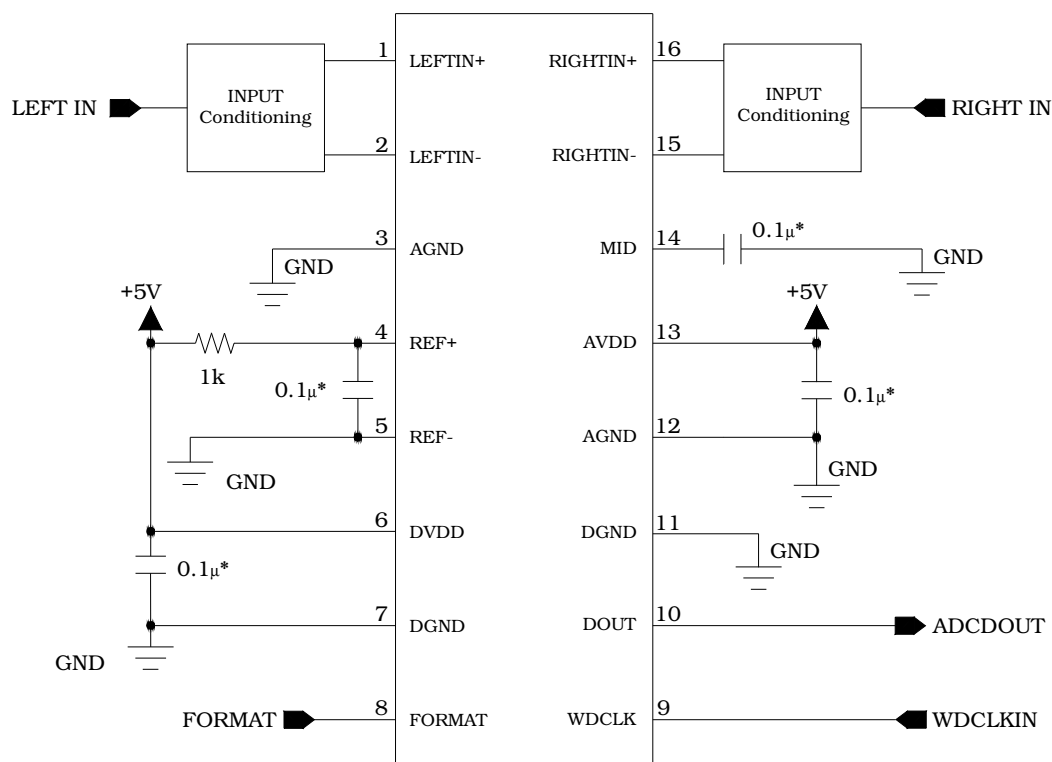 1
LEFTIN+
RIGHTIN+
16
INPUT
Conditioning
INPUT
Conditioning
LEFT IN
RIGHT IN
2
LEFTIN-
RIGHTIN-
15
3
AGND
MID
14
0.1μ*
GND
GND
+5V
+5V
4
REF+
AVDD
13
1k
0.1μ*
0.1μ*
5
REF-
AGND
12
GND
GND
6
DVDD
DGND
11
0.1μ*
GND
7
DGND
DOUT
10
ADCDOUT
GND
FORMAT
8
FORMAT
WDCLK
9
WDCLKIN